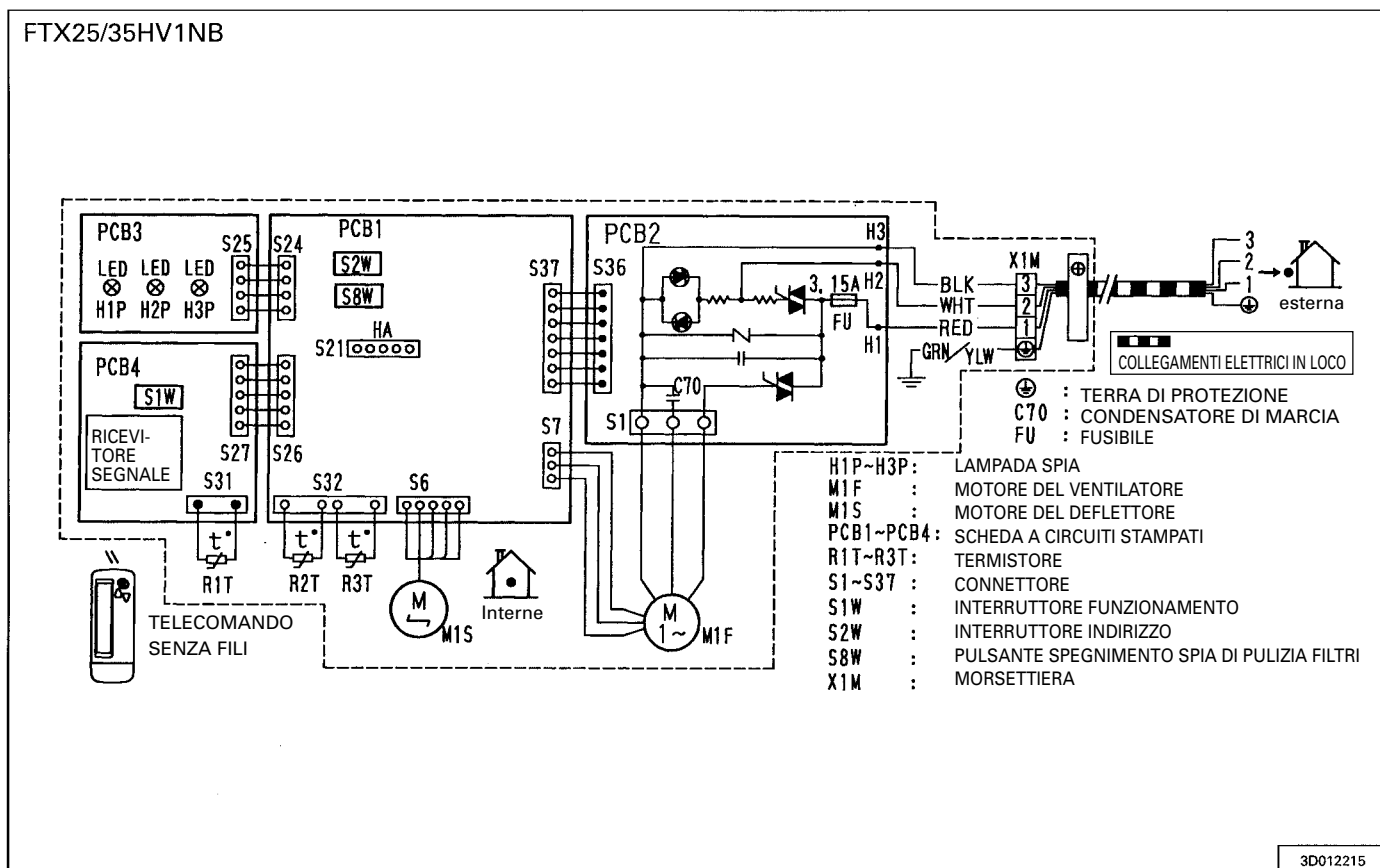 FTX25/35HV1NB
PCB3
LED LED LED
H1P H2P H3P
S25
S24
PCB1
S2W
S8W
HA
S21
S37
S36
PCB2
H3
H2
H1
3. 15A
FU
C70
S1
BLK
WHT
RED
GRN
YLW
X1M
3
2
1
3
2
1
esterna
COLLEGAMENTI ELETTRICI IN LOCO
PCB4
S1W
RICEVI-
TORE
SEGNALE
S27
S26
S7
S31
S32
S6
t°
t°
t°
R1T
R2T
R3T
TELECOMANDO
SENZA FILI
M
M1S
Interne
M
1~
M1F
: TERRA DI PROTEZIONE
C70 : CONDENSATORE DI MARCIA
FU : FUSIBILE
H1P~H3P: LAMPADA SPIA
M1F : MOTORE DEL VENTILATORE
M1S : MOTORE DEL DEFLETTORE
PCB1~PCB4: SCHEDA A CIRCUITI STAMPATI
R1T~R3T: TERMISTORE
S1~S37 : CONNETTORE
S1W : INTERRUTTORE FUNZIONAMENTO
S2W : INTERRUTTORE INDIRIZZO
S8W : PULSANTE SPEGNIMENTO SPIA DI PULIZIA FILTRI
X1M : MORSETTIERA
3D012215